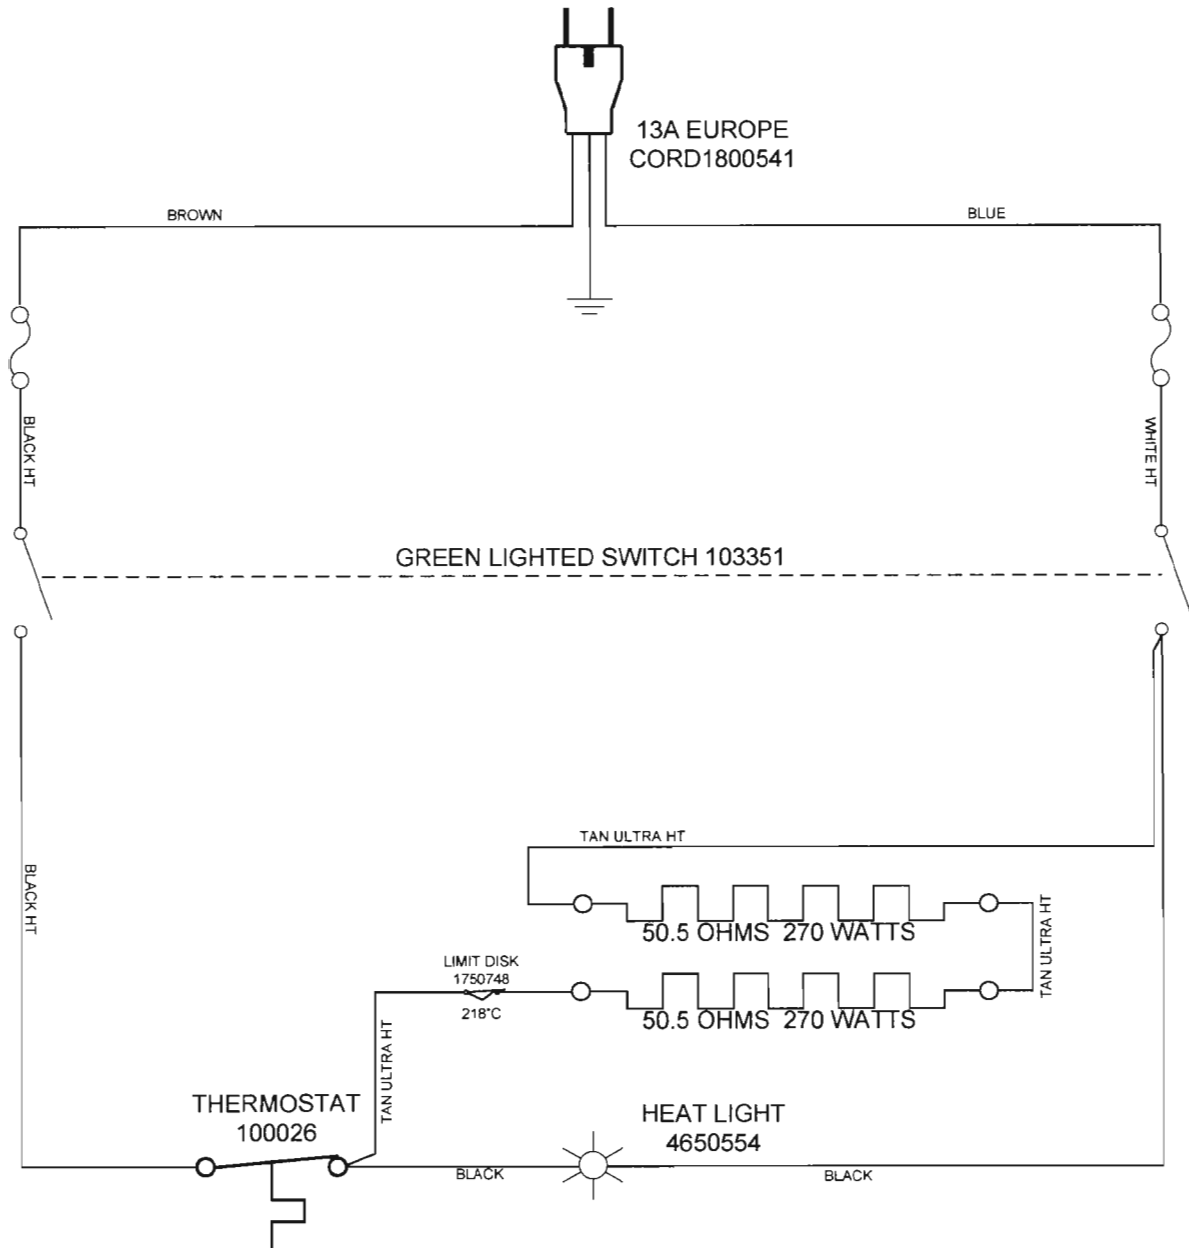 13A EUROPE
CORD1800541
BROWN
BLUE
BLACK HT
WHITE HT
GREEN LIGHTED SWITCH 103351
TAN ULTRA HT
BLACK HT
50.5 OHMS 270 WATTS
TAN ULTRA HT
LIMIT DISK
1750748
218°C
50.5 OHMS 270 WATTS
TAN ULTRA HT
THERMOSTAT
100026
HEAT LIGHT
4650554
BLACK
BLACK